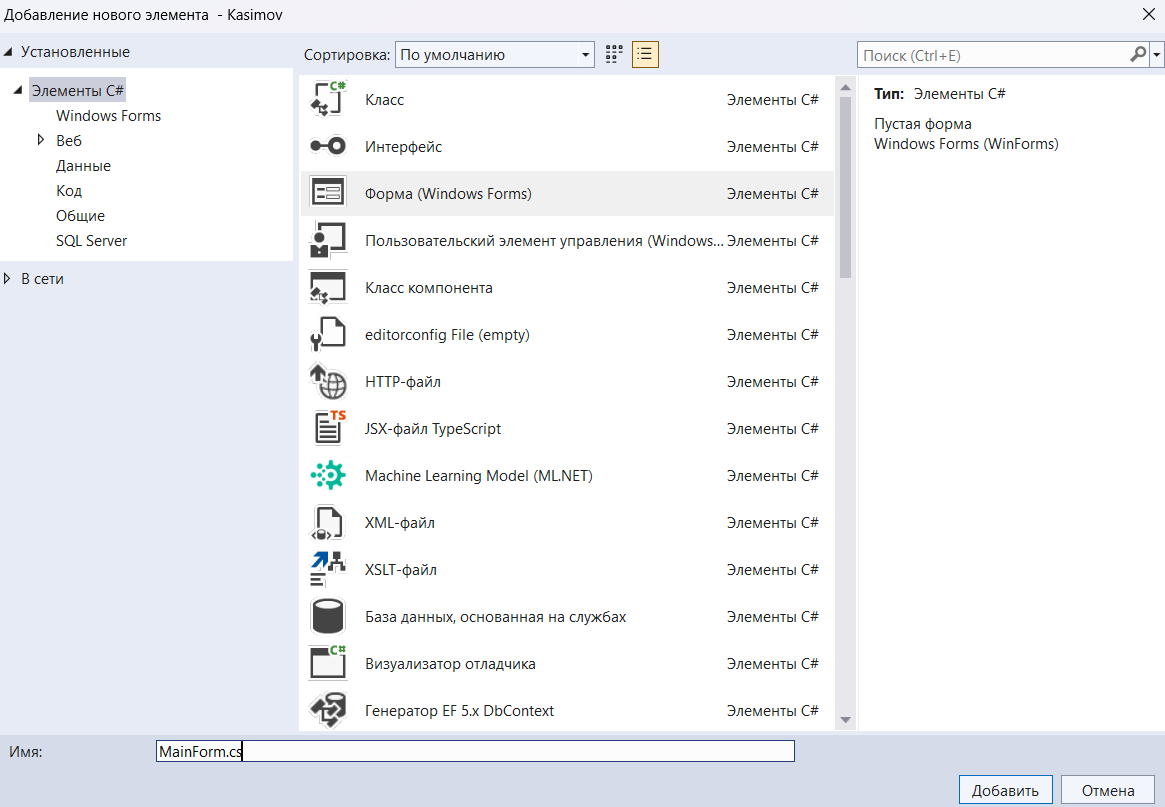 Добавление нового элемента - Kasimov
Установленные
Элементы C#
Windows Forms
Веб
Данные
Код
Общие
SQL Server
В сети
Сортировка: По умолчанию
C#
Класс Элементы C#
Интерфейс Элементы C#
Форма (Windows Forms) Элементы C#
Пользовательский элемент управления (Windows... Элементы C#
Класс компонента Элементы C#
editorconfig File (empty) Элементы C#
HTTP-файл Элементы C#
TS
JSX-файл TypeScript Элементы C#
Machine Learning Model (ML.NET) Элементы C#
XML-файл Элементы C#
XSLT-файл Элементы C#
База данных, основанная на службах Элементы C#
C#
Визуализатор отладчика Элементы C#
Генератор EF 5.x DbContext Элементы C#
Поиск (Ctrl+E)
Тип: Элементы C#
Пустая форма
Windows Forms (WinForms)
Имя: MainForm.cs
Добавить Отмена